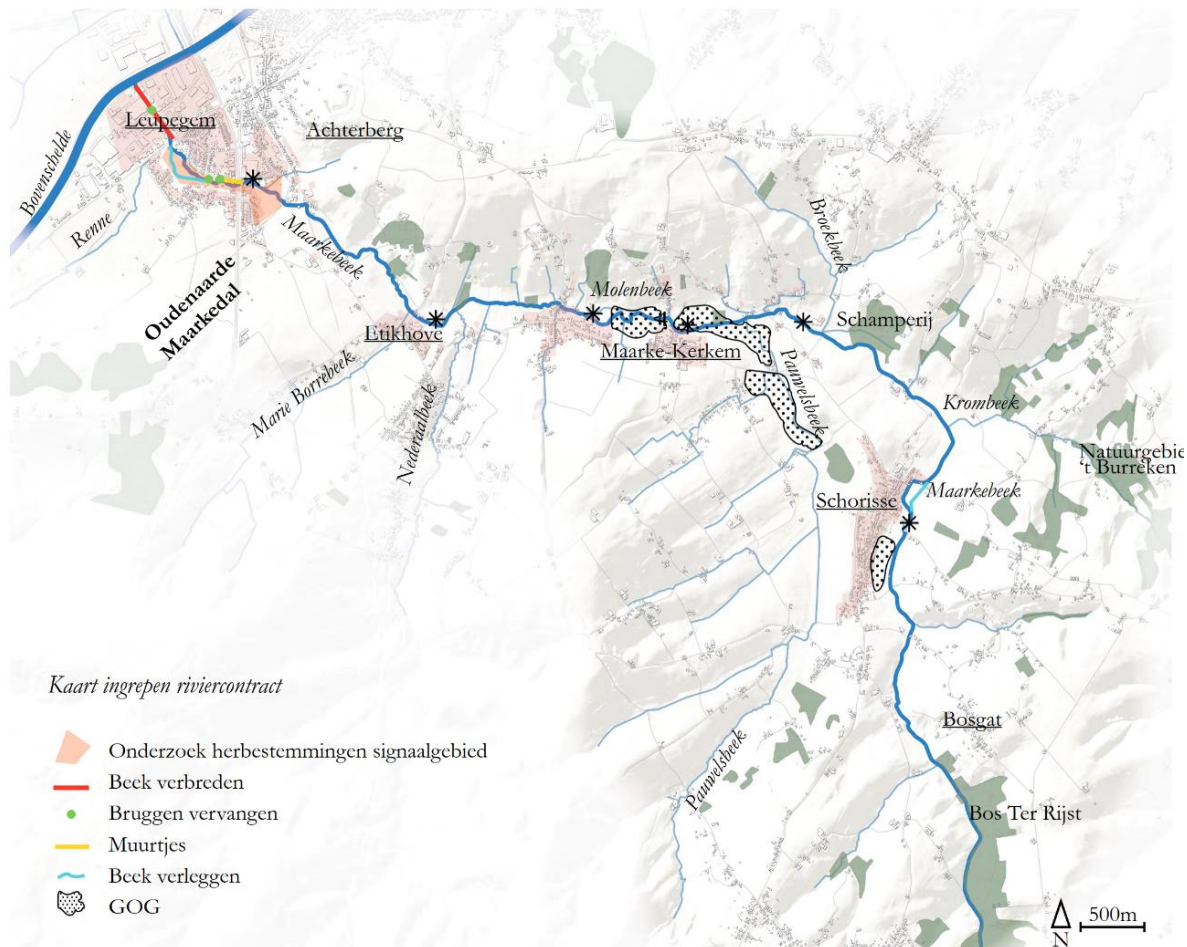 Leupegem
Achterberg
Bovenschelde
Renne
Maarkebeek
Oudenaarde
Maarkedal
Etikhove
Marie Borrebeek
Nederaalbeek
Molenbeek
Maarke-Kerkem
Broekbeek
Schamperij
Pauwelsbeek
Krombeek
Natuurgebie
't Burreken
Schorisse
Maarkebeek
Bosgat
Pauwelsbeek
Bos Ter Rijst
Kaart ingrepen riviercontract
Onderzoek herbestemmingen signaalgebied
Beek verbreden
Bruggen vervangen
Muurtjes
Beek verleggen
GOG
N
500m